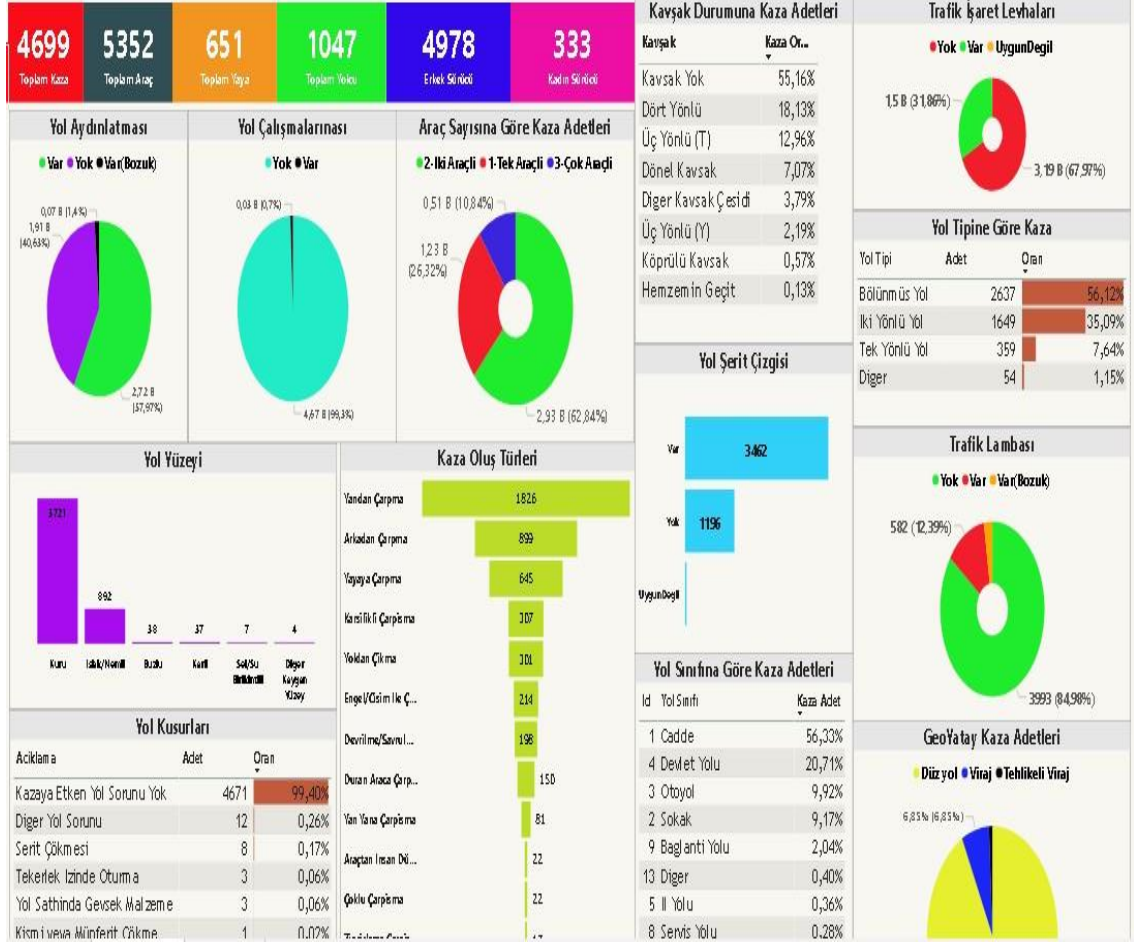 4699
Toplam Kaza
5352
Toplam Araç
651
Toplam Yaya
1047
Toplam Yolcu
4978
Erkek Sürücü
333
Kadın Sürücü
Yol Aydınlatması
Var Yok Var(Bozuk)
0,07 B (1,4%)
1,91 B
(40,63%)
2,72 B
(57,97%)
Yol Çalışmalarınası
Yok Var
0,03 B (0,7%)
4,67 B (99,3%)
Araç Sayısına Göre Kaza Adetleri
2-Iki Araçli 1-Tek Araçli 3-Çok Araçli
0,51 B (10,84%)
1,23 B
(26,32%)
2,93 B (62,84%)
Kavşak Durumuna Kaza Adetleri
Kavşak Kaza Or...
Kavsak Yok 55,16%
Dört Yönlü 18,13%
Üç Yönlü (T) 12,96%
Dönel Kavsak 7,07%
Diger Kavsak Çesidi 3,79%
Üç Yönlü (Y) 2,19%
Köprülü Kavsak 0,57%
Hemzemin Geçit 0,13%
Trafik İşaret Levhaları
Yok Var UygunDegil
1,5 B (31,86%)
3,19 B (67,97%)
Yol Tipine Göre Kaza
Yol Tipi Adet Oran
Bölünmüs Yol 2637 56,12%
Iki Yönlü Yol 1649 35,09%
Tek Yönlü Yol 359 7,64%
Diger 54 1,15%
Yol Şerit Çizgisi
Var 3462
Yok 1196
UygunDegil
Trafik Lambası
Yok Var Var(Bozuk)
582 (12,39%)
3993 (84,98%)
Yol Yüzeyi
3721
892
38
37
7
4
Kuru
Islak/Nemli
Buzlu
Karli
Sel/Su
Birikintili
Diger
Kaygan
Yüzey
Kaza Oluş Türleri
Yandan Çarpma 1826
Arkadan Çarpma 899
Yayaya Çarpma 645
Karsilikli Çarpisma 307
Yoldan Çikma 301
Engel/Cisim Ile Ç... 214
Devrilme/Savrul... 198
Duran Araca Çarp... 150
Yan Yana Çarpisma 81
Araçtan Insan Dü... 22
Çoklu Çarpisma 22
Yol Kusurları
Aciklama Adet Oran
Kazaya Etken Yol Sorunu Yok 4671 99,40%
Diger Yol Sorunu 12 0,26%
Serit Çökmesi 8 0,17%
Tekerlek Izinde Oturma 3 0,06%
Yol Sathinda Gevsek Malzeme 3 0,06%
Kismi veya Münferit Çökme 1 0,02%
Yol Sınıfına Göre Kaza Adetleri
Id Yol Sınıfı Kaza Adet
1 Cadde 56,33%
4 Devlet Yolu 20,71%
3 Otoyol 9,92%
2 Sokak 9,17%
9 Baglanti Yolu 2,04%
13 Diger 0,40%
5 Il Yolu 0,36%
8 Servis Yolu 0,28%
GeoYatay Kaza Adetleri
Düz yol Viraj Tehlikeli Viraj
6,85% (6,85%)